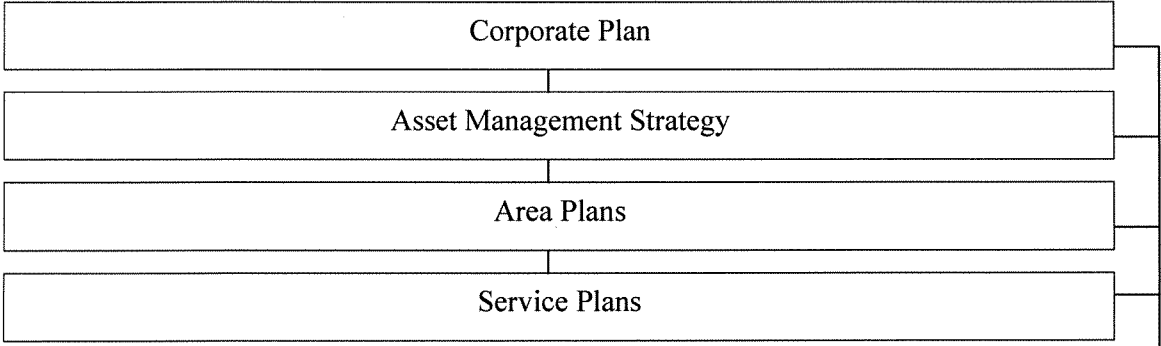 Corporate Plan
Asset Management Strategy
Area Plans
Service Plans